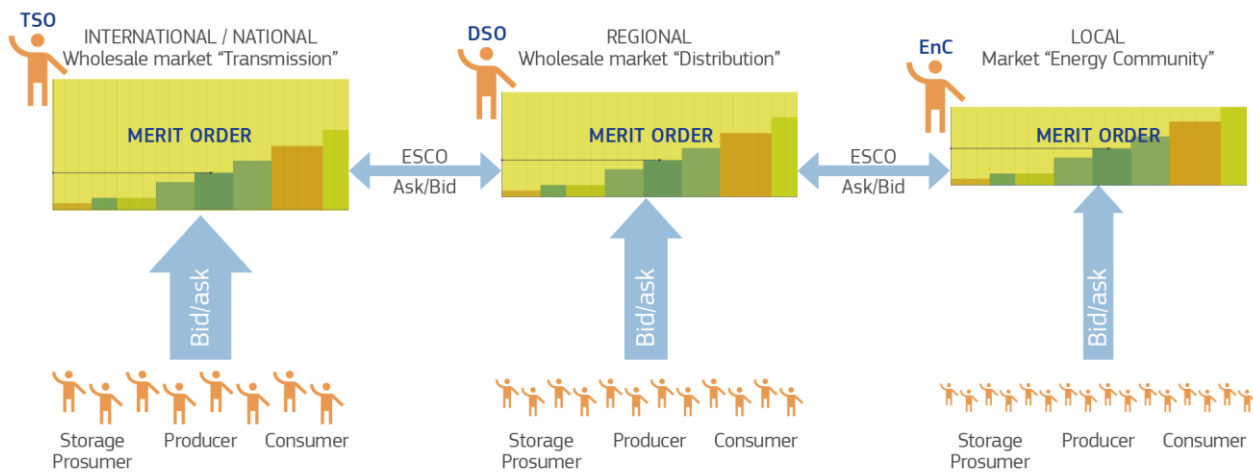 TSO
INTERNATIONAL / NATIONAL
Wholesale market “Transmission”
MERIT ORDER
ESCO
Ask/Bid
DSO
REGIONAL
Wholesale market “Distribution”
MERIT ORDER
ESCO
Ask/Bid
EnC
LOCAL
Market “Energy Community”
MERIT ORDER
Bid/ask
Bid/ask
Bid/ask
Storage
Prosumer
Producer
Consumer
Storage
Prosumer
Producer
Consumer
Storage
Prosumer
Producer
Consumer